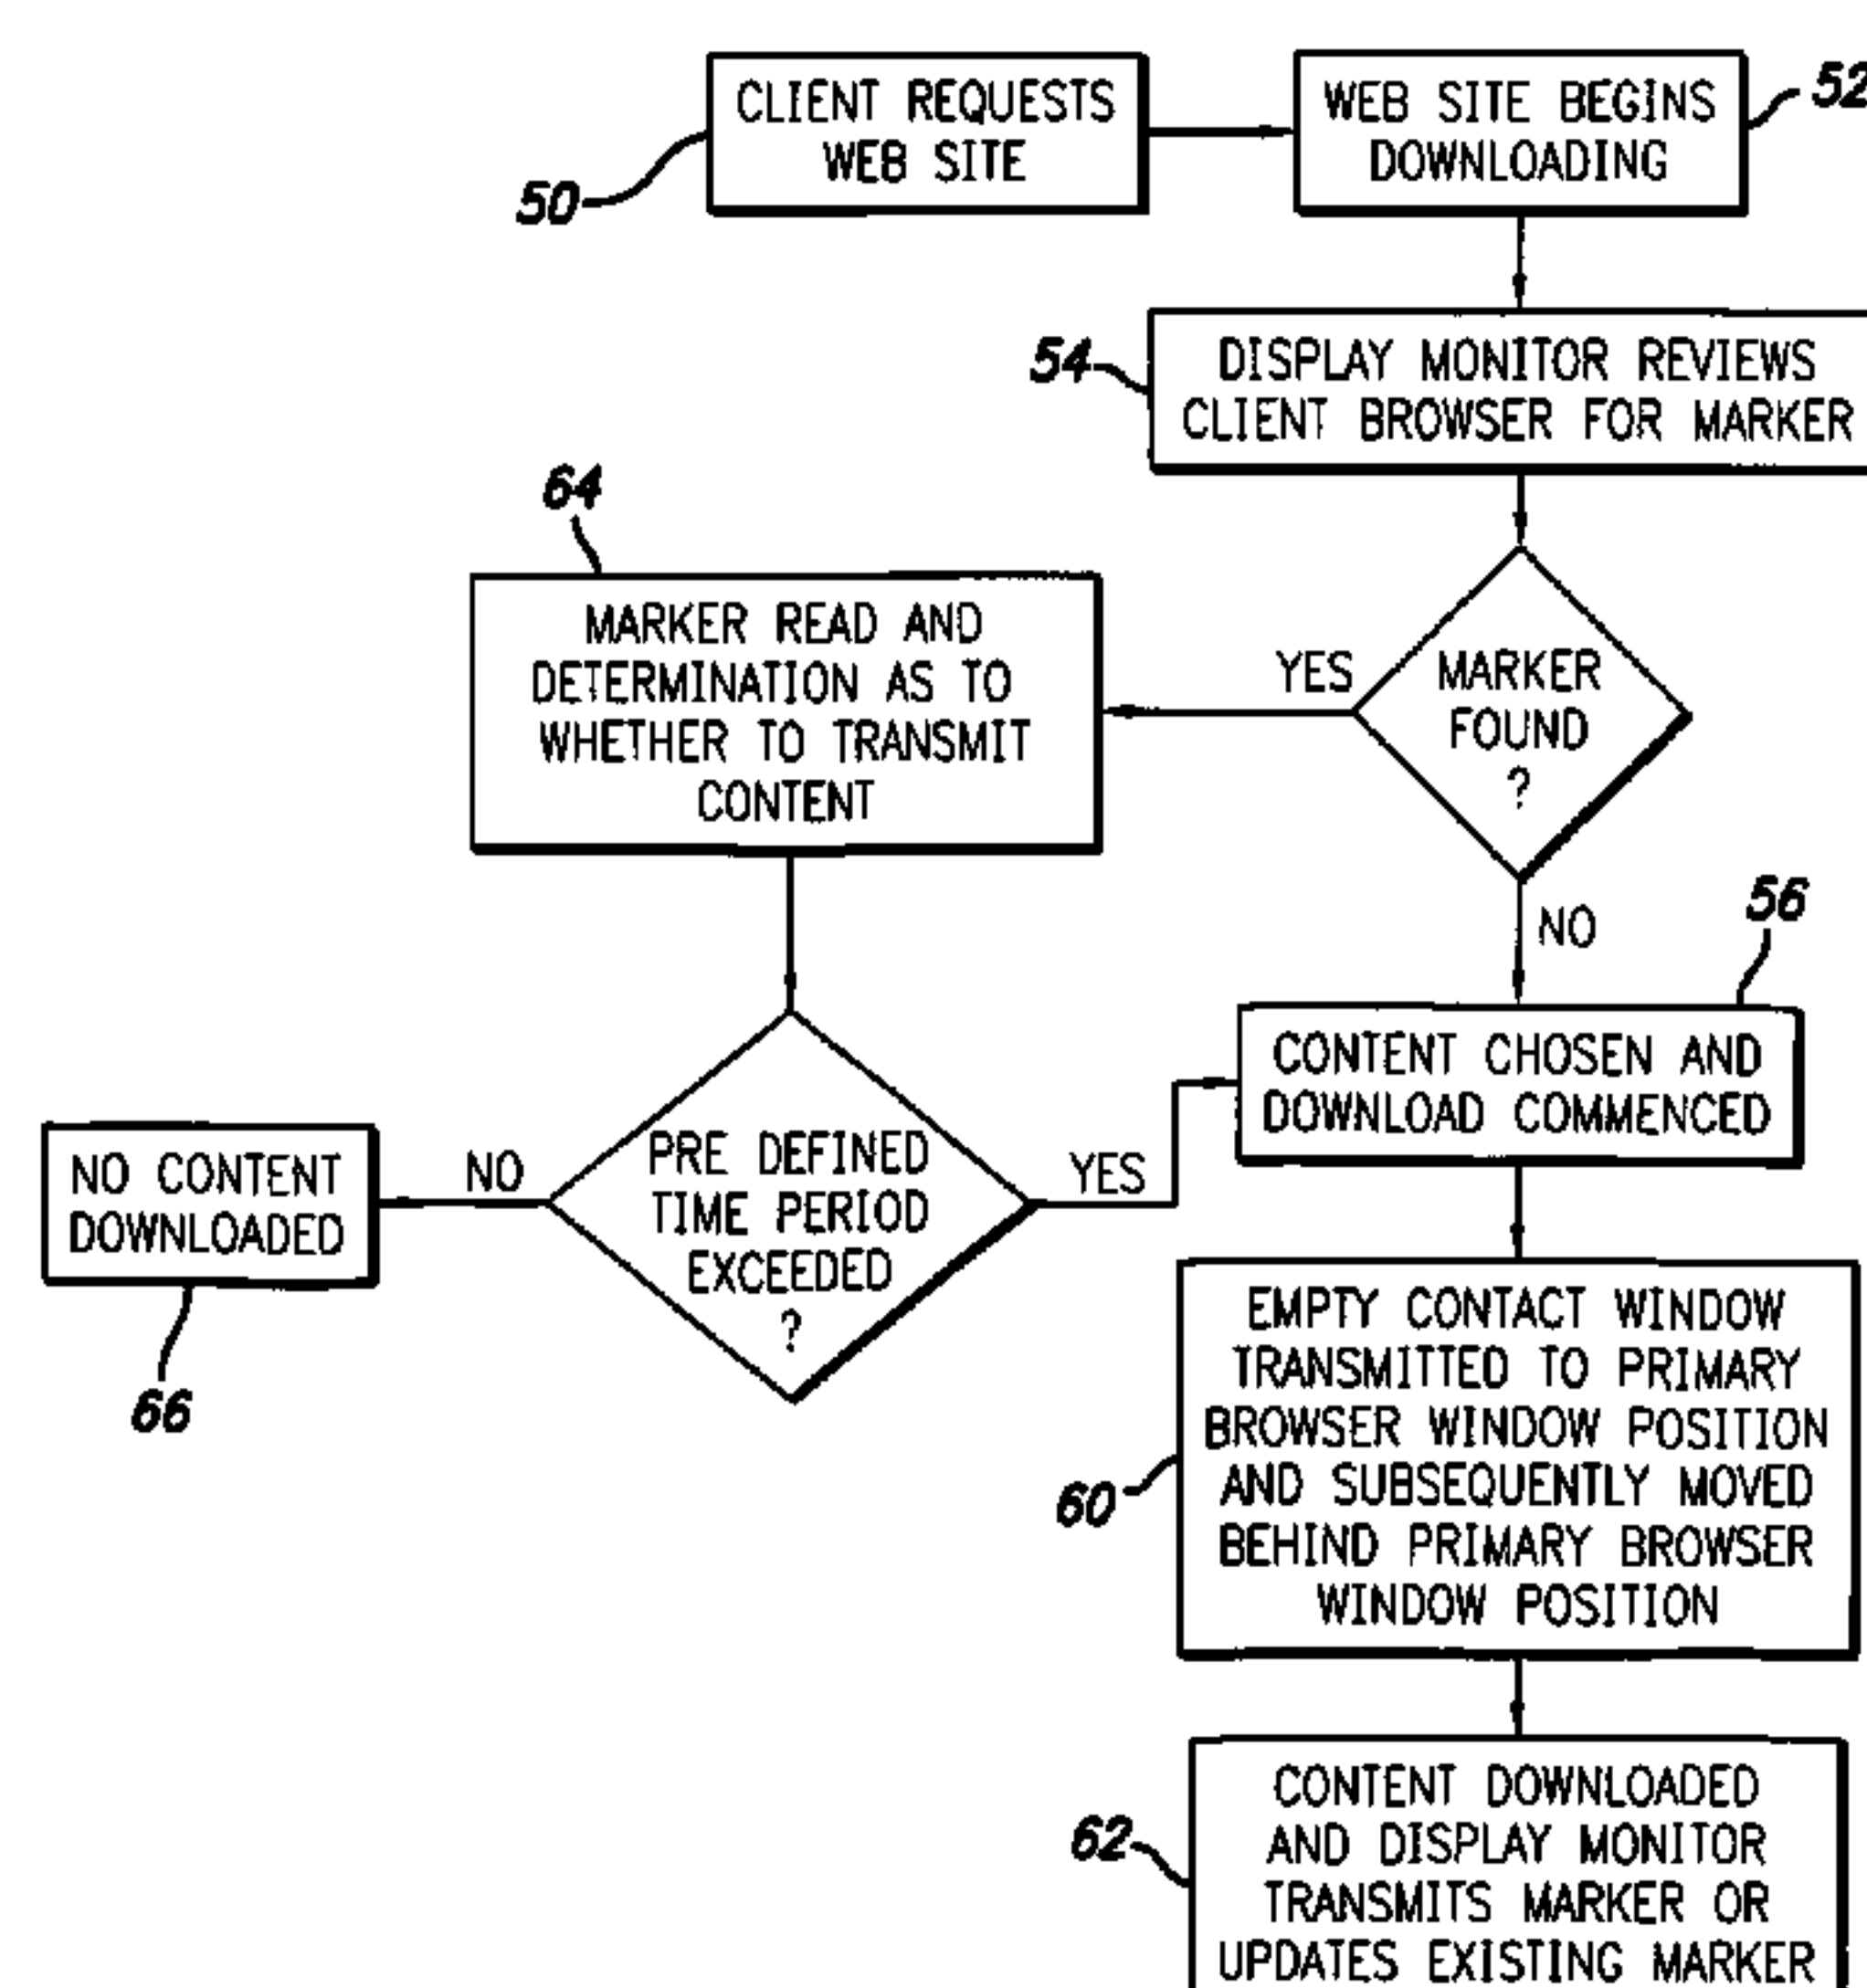 CLIENT REQUESTS
WEB SITE
50
WEB SITE BEGINS
DOWNLOADING
52
DISPLAY MONITOR REVIEWS
CLIENT BROWSER FOR MARKER
54
MARKER
FOUND
?
YES
NO
64
MARKER READ AND
DETERMINATION AS TO
WHETHER TO TRANSMIT
CONTENT
PRE DEFINED
TIME PERIOD
EXCEEDED
?
NO
YES
NO CONTENT
DOWNLOADED
66
56
CONTENT CHOSEN AND
DOWNLOAD COMMENCED
EMPTY CONTACT WINDOW
TRANSMITTED TO PRIMARY
BROWSER WINDOW POSITION
AND SUBSEQUENTLY MOVED
BEHIND PRIMARY BROWSER
WINDOW POSITION
60
CONTENT DOWNLOADED
AND DISPLAY MONITOR
TRANSMITS MARKER OR
UPDATES EXISTING MARKER
62